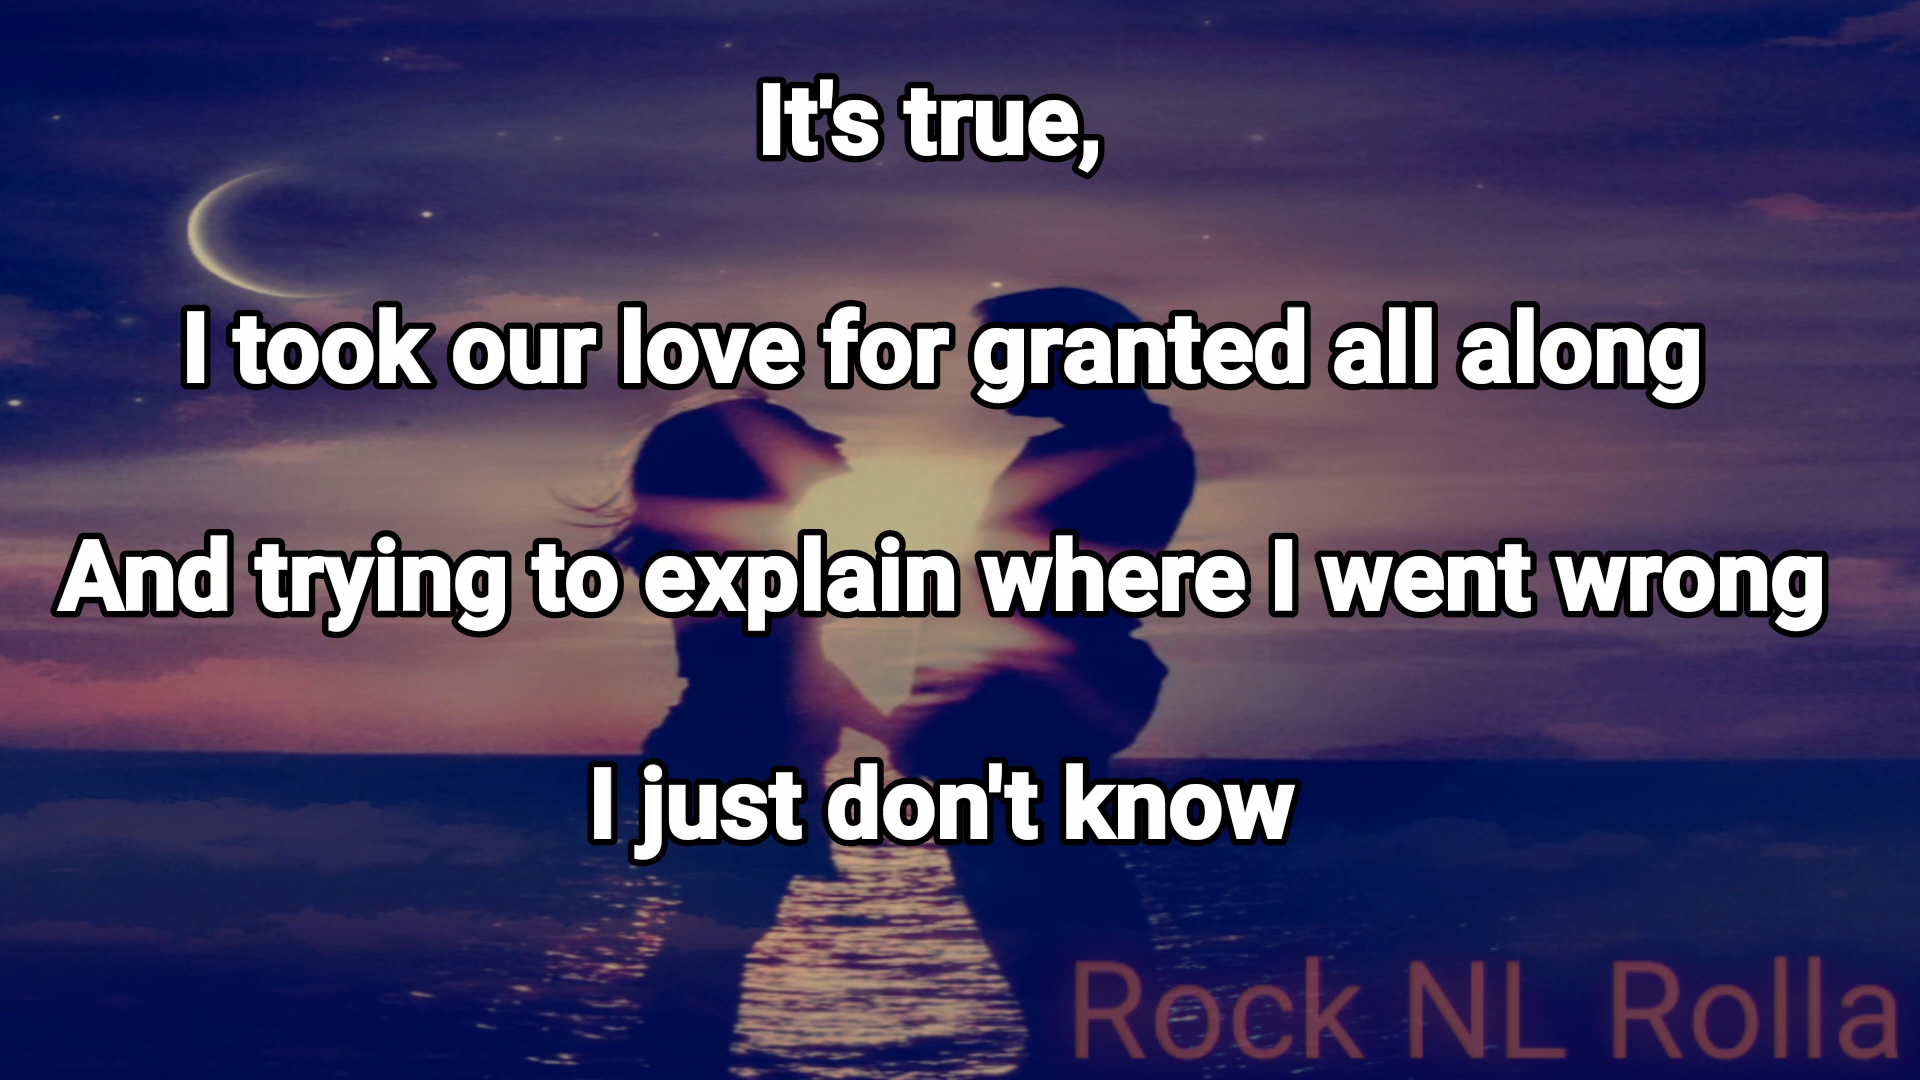 It's true,
I took our love for granted all along
And trying to explain where I went wrong
I just don't know
Rock NL Rolla